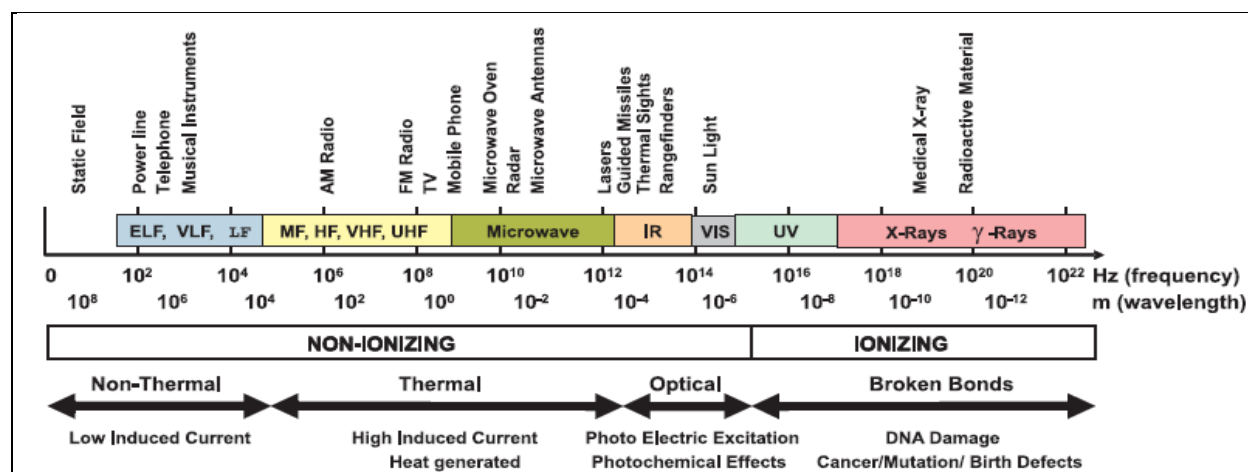 Static Field
Power line
Telephone
Musical Instruments
AM Radio
FM Radio
TV
Mobile Phone
Microwave Oven
Radar
Microwave Antennas
Lasers
Guided Missiles
Thermal Sights
Rangefinders
Sun Light
Medical X-ray
Radioactive Material
ELF, VLF, LF MF, HF, VHF, UHF Microwave IR VIS UV X-Rays γ-Rays
0 10² 10⁴ 10⁶ 10⁸ 10¹⁰ 10¹² 10¹⁴ 10¹⁶ 10¹⁸ 10²⁰ 10²² Hz (frequency)
10⁸ 10⁶ 10⁴ 10² 10⁰ 10⁻² 10⁻⁴ 10⁻⁶ 10⁻⁸ 10⁻¹⁰ 10⁻¹² m (wavelength)
NON-IONIZING IONIZING
Non-Thermal Thermal Optical Broken Bonds
Low Induced Current High Induced Current Photo Electric Excitation DNA Damage
Heat generated Photochemical Effects Cancer/Mutation/ Birth Defects